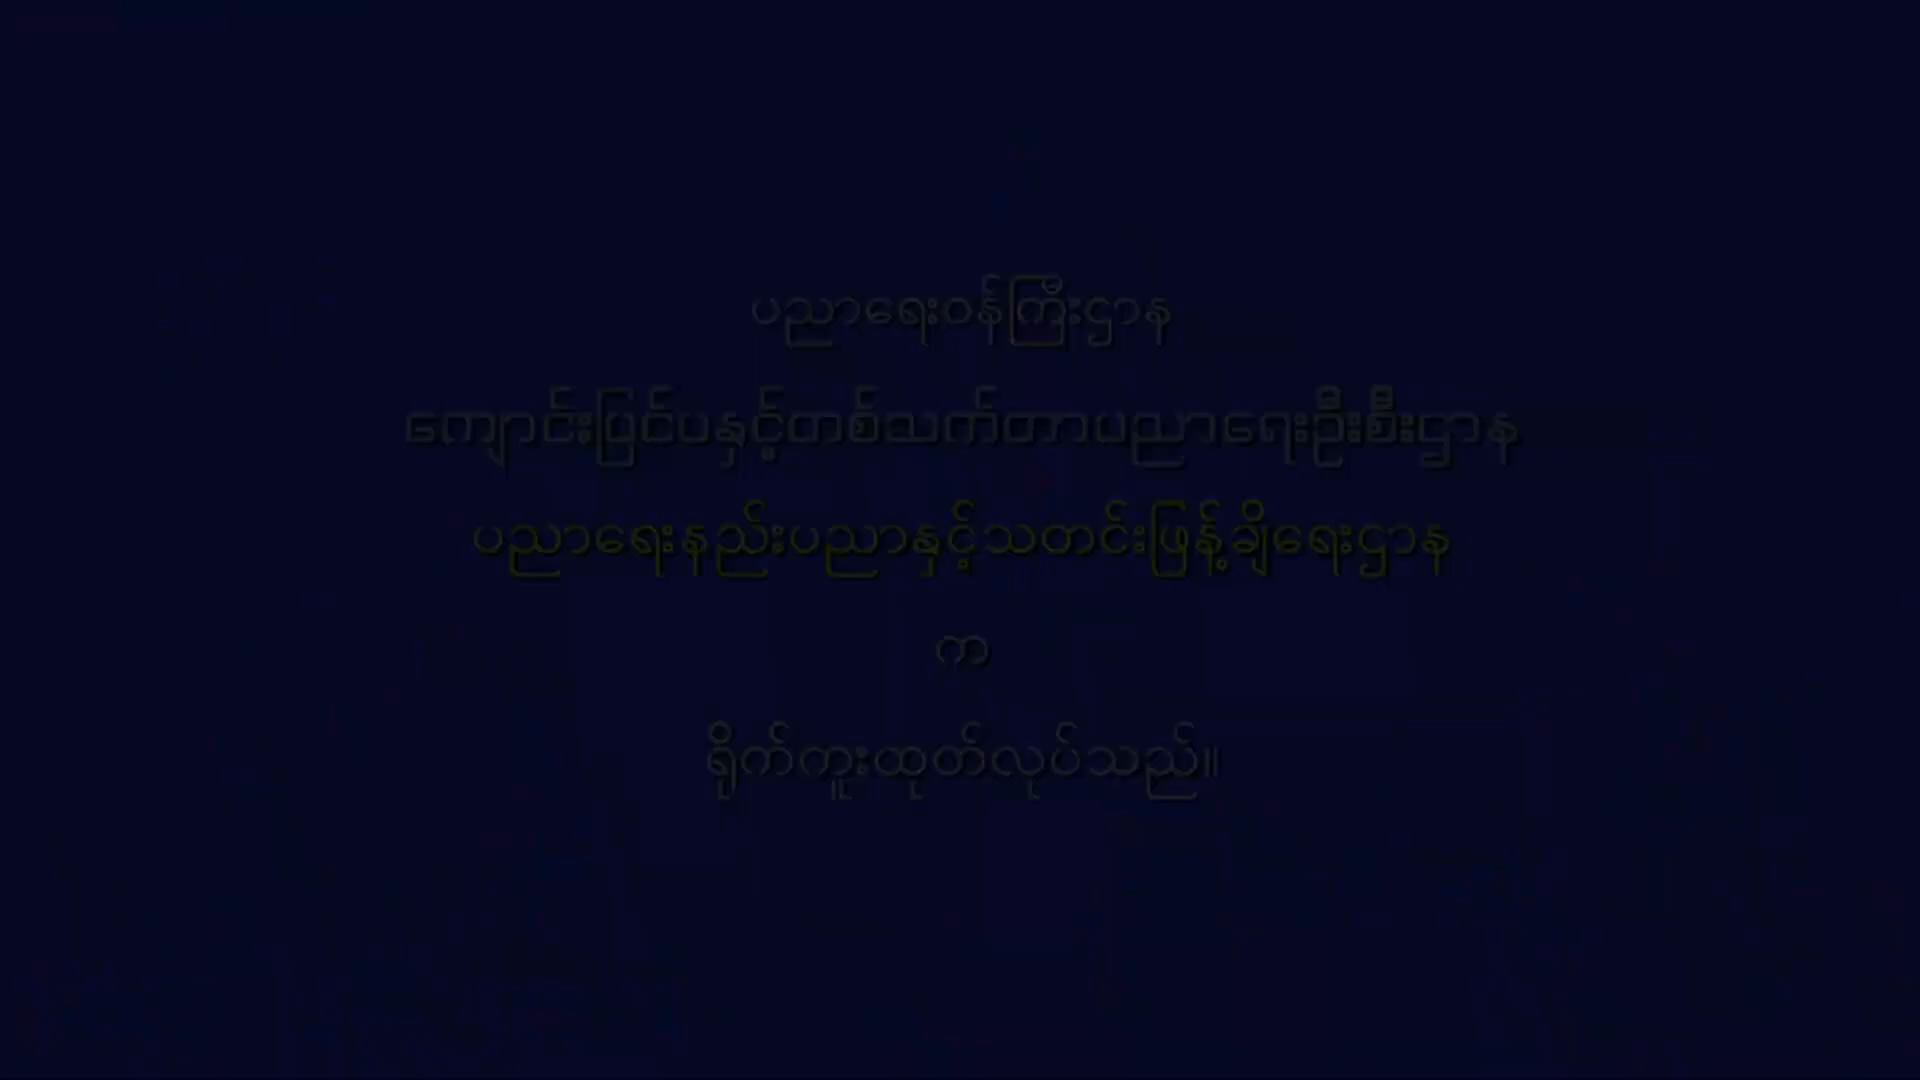 ပညာရေးဝန်ကြီးဌာန
ကျောင်းပြင်ပနှင့်တစ်သက်တာပညာရေးဦးစီးဌာန
ပညာရေးနည်းပညာနှင့်သတင်းဖြန့်ချိရေးဌာန
က
ရိုက်ကူးထုတ်လုပ်သည်။